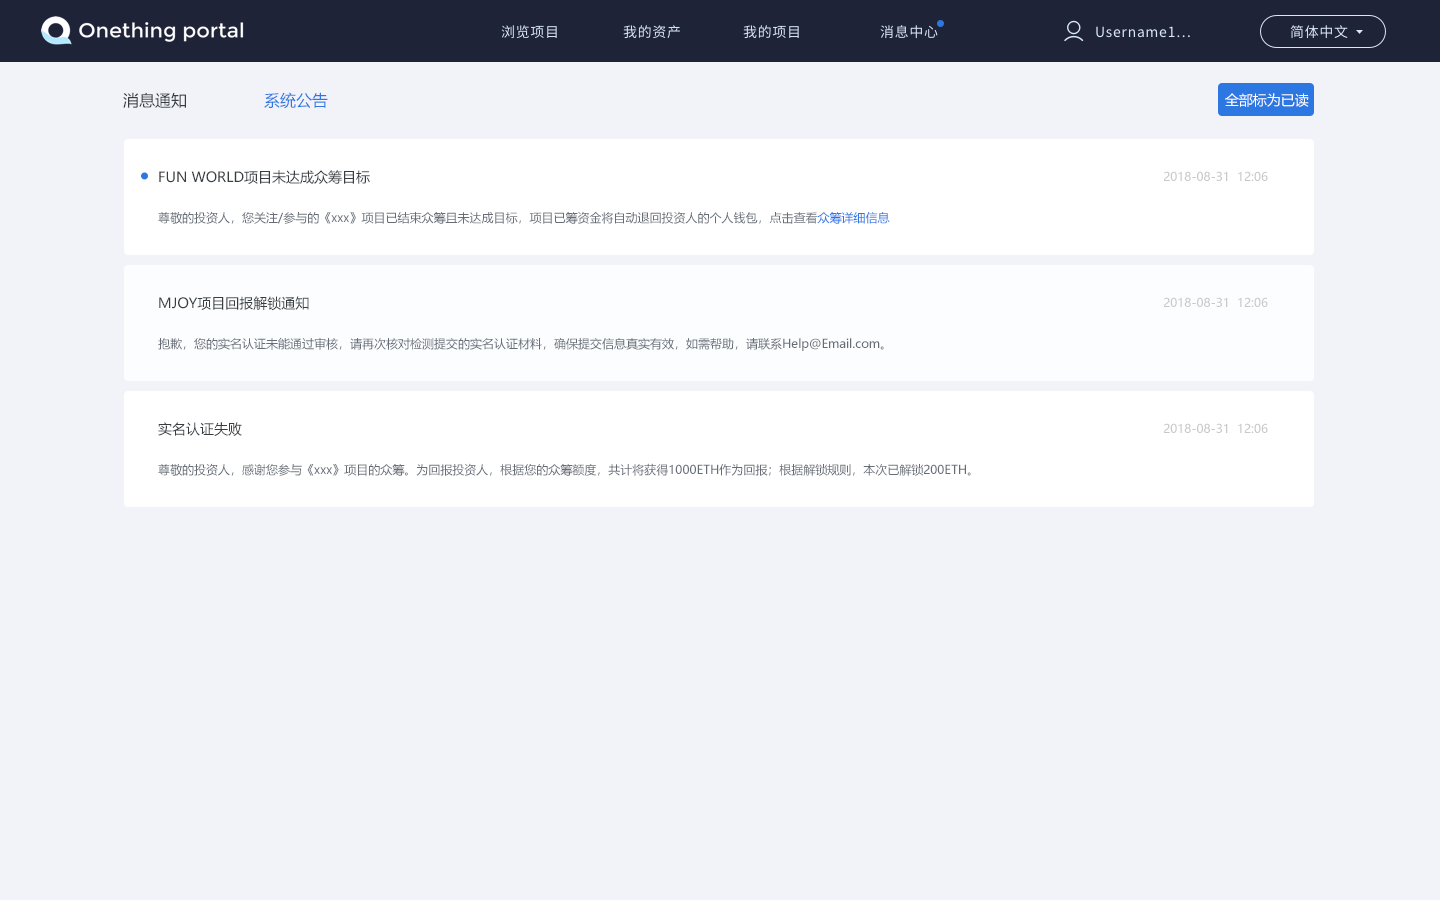 Onething portal 浏览项目 我的资产 我的项目 消息中心 Username1... 简体中文
消息通知 系统公告 全部标为已读
FUN WORLD项目未达成众筹目标 2018-08-31 12:06
尊敬的投资人，您关注/参与的《xxx》项目已结束众筹且未达成目标，项目已筹资金将自动退回投资人的个人钱包，点击查看众筹详细信息
MJOY项目回报解锁通知 2018-08-31 12:06
抱歉，您的实名认证未能通过审核，请再次核对检测提交的实名认证材料，确保提交信息真实有效，如需帮助，请联系Help@Email.com。
实名认证失败 2018-08-31 12:06
尊敬的投资人，感谢您参与《xxx》项目的众筹。为回报投资人，根据您的众筹额度，共计将获得1000ETH作为回报；根据解锁规则，本次已解锁200ETH。